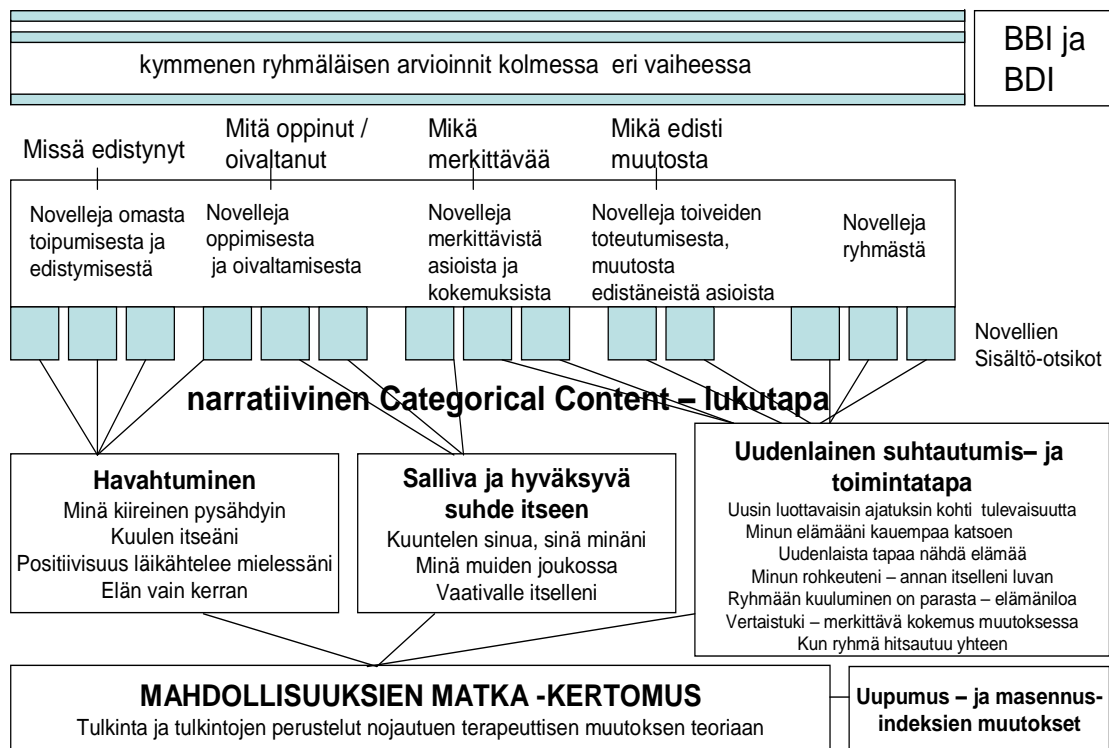 kymmenen ryhmäläisen arvioinnit kolmessa eri vaiheessa
BBI ja
BDI
Missä edistynyt
Mitä oppinut /
oivaltanut
Mikä
merkittävää
Mikä edisti
muutosta
Novelleja omasta
toipumisesta ja
edistymisestä
Novelleja
oppimisesta
ja oivaltamisesta
Novelleja
merkittävistä
asioista ja
kokemuksista
Novelleja toiveiden
toteutumisesta,
muutosta
edistäneistä asioista
Novelleja
ryhmästä
Novellien
Sisältö-otsikot
narratiivinen Categorical Content – lukutapa
Havahtuminen
Minä kiireinen pysähdyin
Kuulen itseäni
Positiivisuus läikähtelee mielessäni
Elän vain kerran
Salliva ja hyväksyvä
suhde itseen
Kuuntelen sinua, sinä minäni
Minä muiden joukossa
Vaativalle itselleni
Uudenlainen suhtautumis– ja
toimintatapa
Uusin luottavaisin ajatuksin kohti tulevaisuutta
Minun elämääni kauempaa katsoen
Uudenlaista tapaa nähdä elämää
Minun rohkeuteni – annan itselleni luvan
Ryhmään kuuluminen on parasta – elämäniloa
Vertaistuki – merkittävä kokemus muutoksessa
Kun ryhmä hitsautuu yhteen
MAHDOLLISUUKSIEN MATKA -KERTOMUS
Tulkinta ja tulkintojen perustelut nojautuen terapeuttisen muutoksen teoriaan
Uupumus – ja masennus-
indeksien muutokset